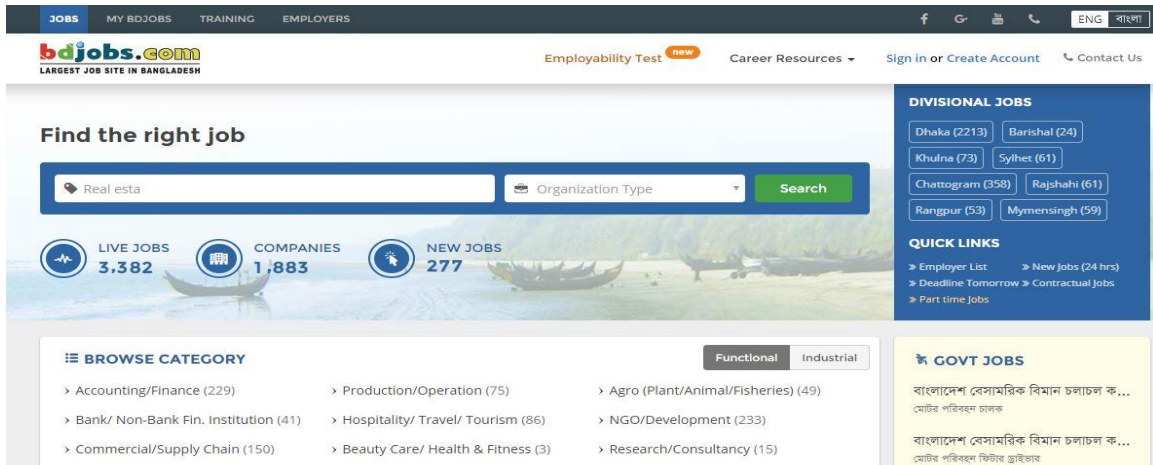 JOBS MY BDJOBS TRAINING EMPLOYERS ENG বাংলা
bdjobs.com
LARGEST JOB SITE IN BANGLADESH
Employability Test new Career Resources Sign in or Create Account Contact Us
Find the right job
Real esta Organization Type Search
LIVE JOBS
3,382
COMPANIES
1,883
NEW JOBS
277
DIVISIONAL JOBS
Dhaka (2213) Barishal (24)
Khulna (73) Sylhet (61)
Chattogram (358) Rajshahi (61)
Rangpur (53) Mymensingh (59)
QUICK LINKS
» Employer List » New Jobs (24 hrs)
» Deadline Tomorrow » Contractual Jobs
» Part time Jobs
BROWSE CATEGORY Functional Industrial
› Accounting/Finance (229) › Production/Operation (75) › Agro (Plant/Animal/Fisheries) (49)
› Bank/ Non-Bank Fin. Institution (41) › Hospitality/ Travel/ Tourism (86) › NGO/Development (233)
› Commercial/Supply Chain (150) › Beauty Care/ Health & Fitness (3) › Research/Consultancy (15)
GOVT JOBS
বাংলাদেশ বেসামরিক বিমান চলাচল ক...
মোটর পরিবহন চালক
বাংলাদেশ বেসামরিক বিমান চলাচল ক...
মোটর পরিবহন ফিটার ড্রাইভার